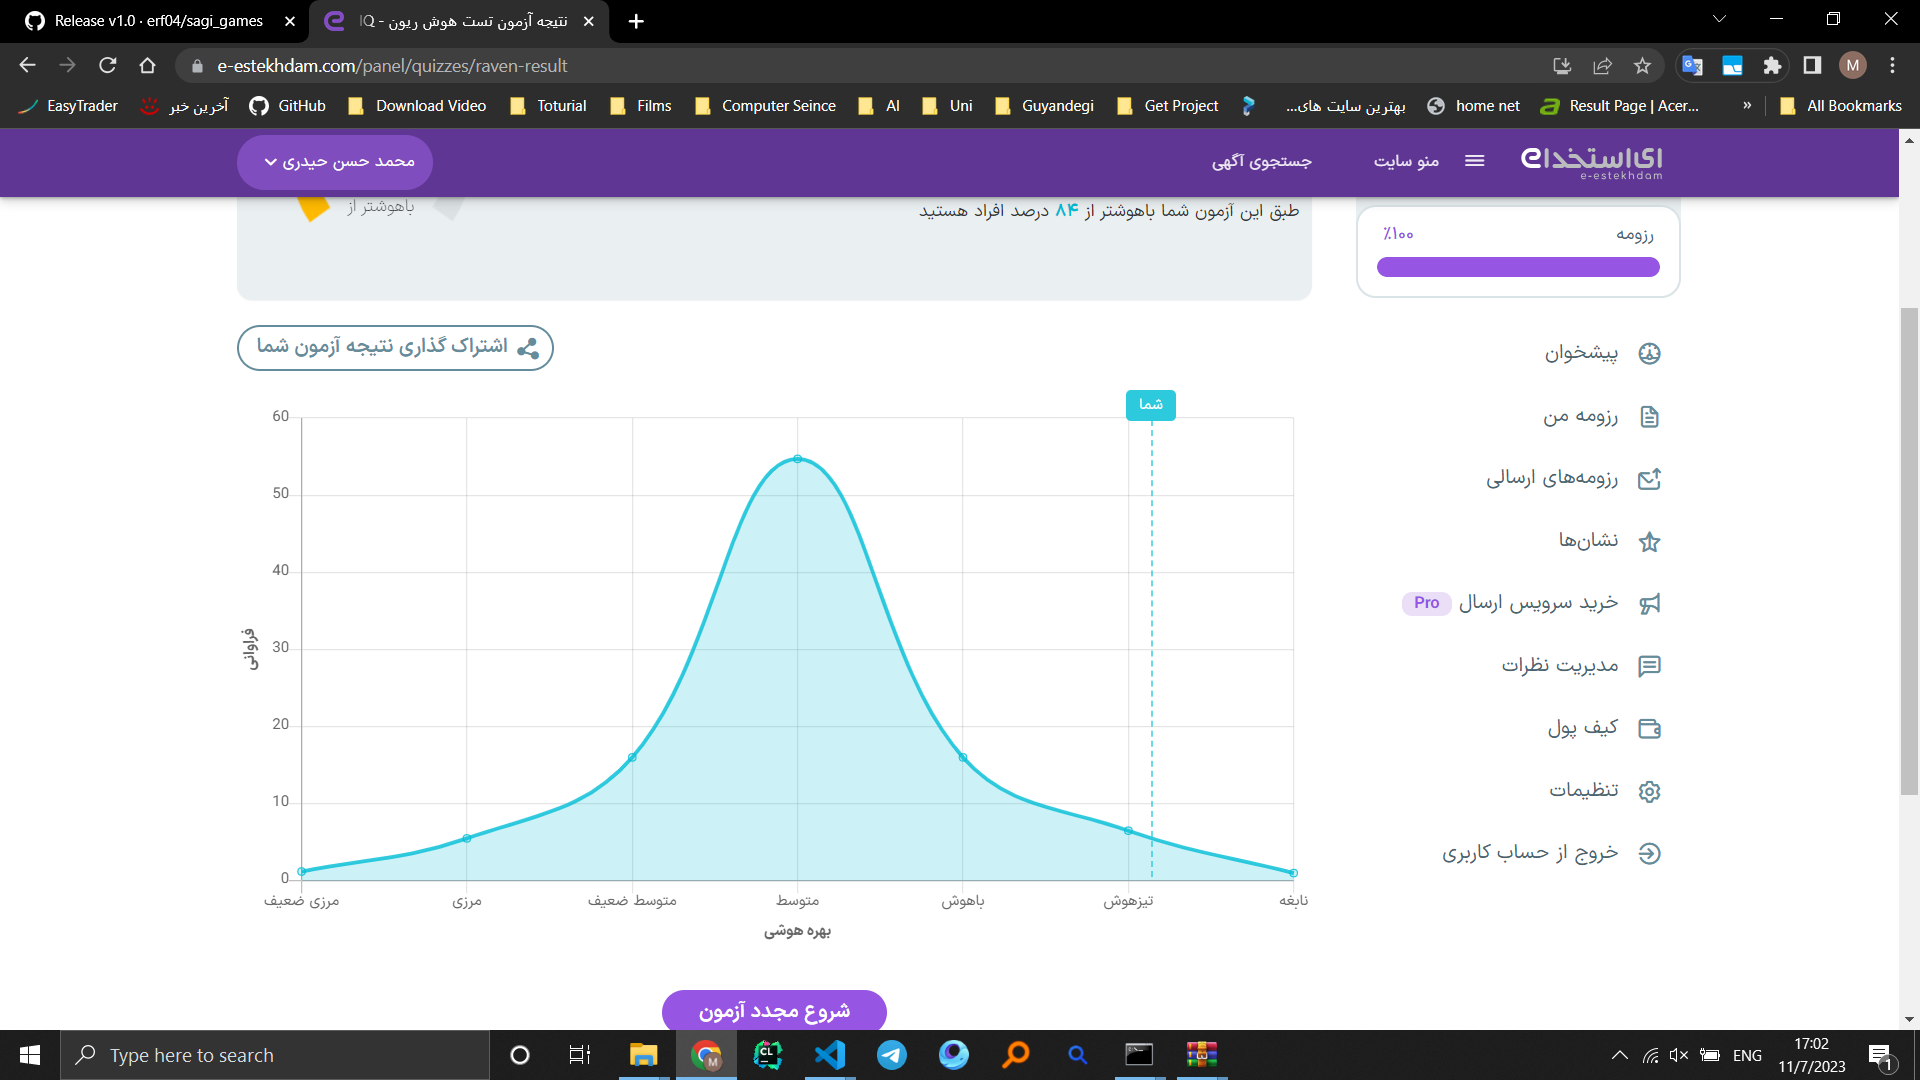 Release v1.0 · erf04/sagi_games
نتیجه آزمون تست هوش ریون - IQ
e-estekhdam.com/panel/quizzes/raven-result
EasyTrader
آخرین خبر
GitHub
Download Video
Toturial
Films
Computer Seince
AI
Uni
Guyandegi
Get Project
بهترین سایت های...
home net
Result Page | Acer...
»
All Bookmarks
M
ای‌استخدام
e-estekhdam
منو سایت
جستجوی آگهی
محمد حسن حیدری
طبق این آزمون شما باهوشتر از ۸۴ درصد افراد هستید
باهوشتر از
رزومه
٪۱۰۰
پیشخوان
رزومه من
رزومه‌های ارسالی
نشان‌ها
خرید سرویس ارسال Pro
مدیریت نظرات
کیف پول
تنظیمات
خروج از حساب کاربری
اشتراک گذاری نتیجه آزمون شما
شما
60
50
40
30
20
10
0
فراوانی
مرزی ضعیف
مرزی
متوسط ضعیف
متوسط
باهوش
تیزهوش
نابغه
بهره هوشی
شروع مجدد آزمون
Type here to search
CL
M
ENG
17:02
11/7/2023
1